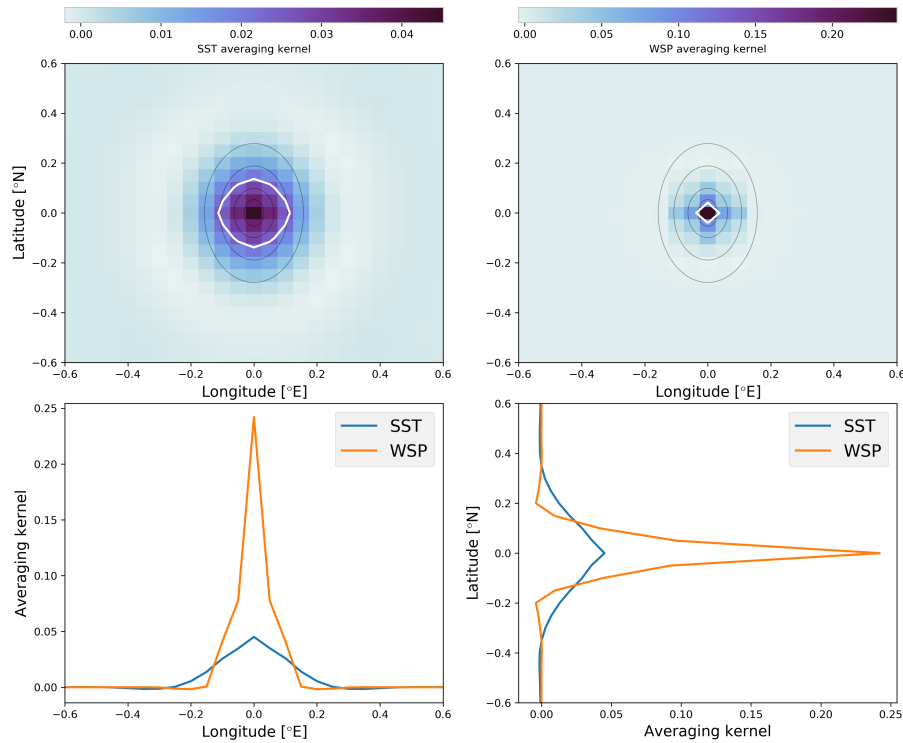 0.00 0.01 0.02 0.03 0.04
SST averaging kernel
0.00 0.05 0.10 0.15 0.20
WSP averaging kernel
0.6
0.4
0.2
0.0
−0.2
−0.4
−0.6
Latitude [°N]
−0.6 −0.4 −0.2 0.0 0.2 0.4 0.6
Longitude [°E]
0.6
0.4
0.2
0.0
−0.2
−0.4
−0.6
−0.6 −0.4 −0.2 0.0 0.2 0.4 0.6
Longitude [°E]
0.25
0.20
0.15
0.10
0.05
0.00
Averaging kernel
SST
WSP
−0.6 −0.4 −0.2 0.0 0.2 0.4 0.6
Longitude [°E]
0.6
0.4
0.2
0.0
−0.2
−0.4
−0.6
Latitude [°N]
SST
WSP
0.00 0.05 0.10 0.15 0.20 0.25
Averaging kernel